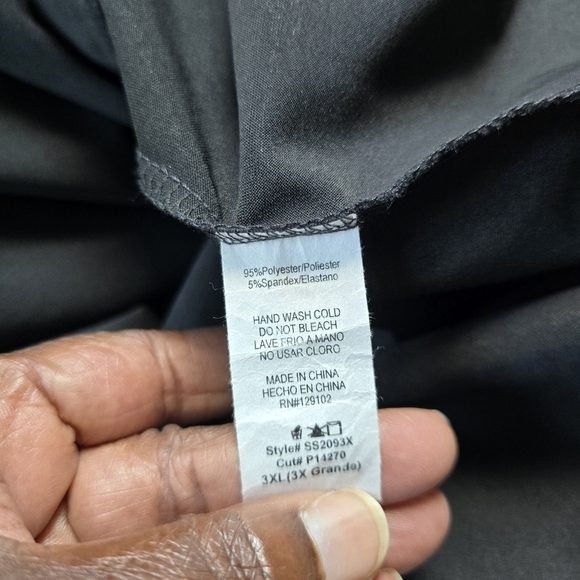 95%Polyester/Poliester
5%Spandex/Elastano
HAND WASH COLD
DO NOT BLEACH
LAVE FRIO A MANO
NO USAR CLORO
MADE IN CHINA
HECHO EN CHINA
RN#129102
Style# SS2093X
Cut# P14270
3XL (3X Grande)